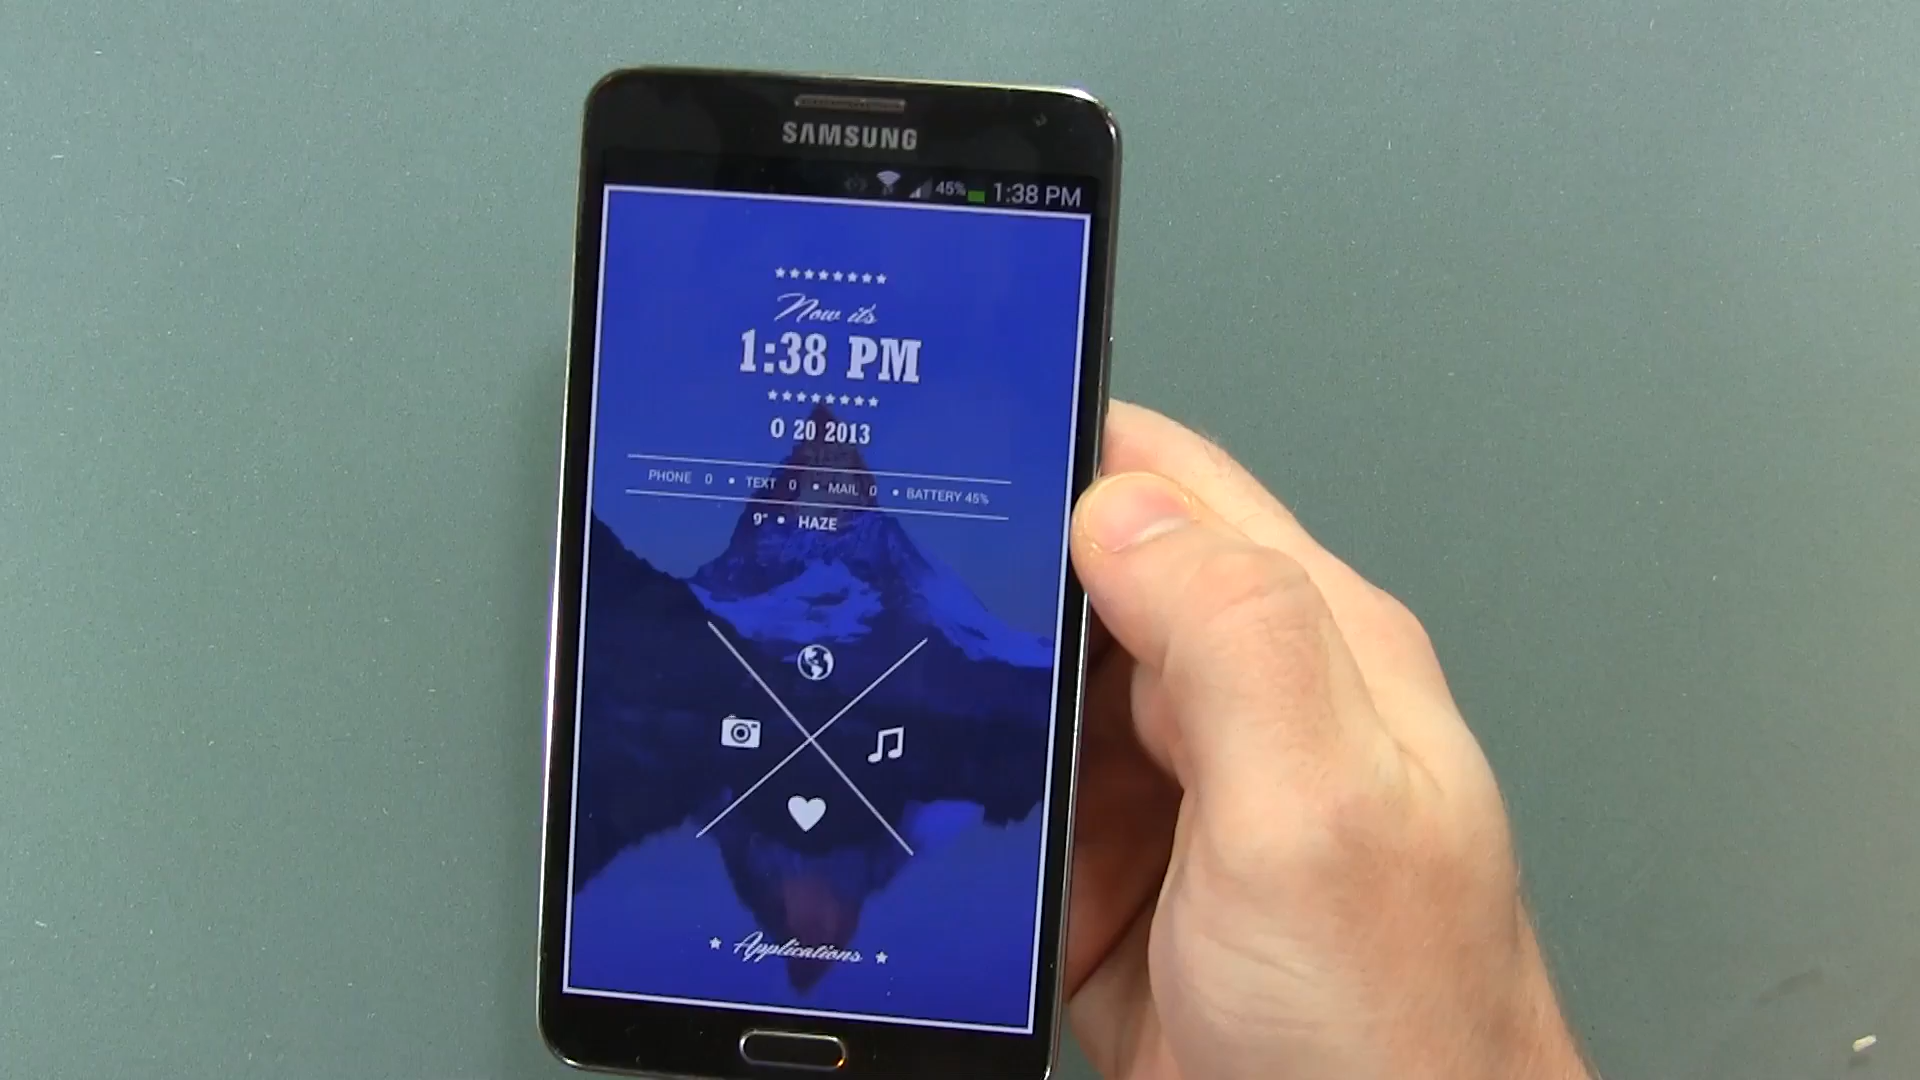 SAMSUNG
45% 1:38 PM
Now it's
1:38 PM
O 20 2013
PHONE 0 • TEXT 0 • MAIL 0 • BATTERY 45%
9° • HAZE
Applications